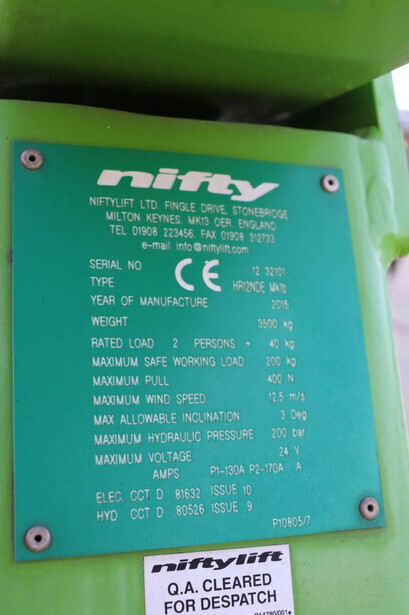 nifty
NIFTYLIFT LTD. FINGLE DRIVE, STONEBRIDGE
MILTON KEYNES. MK13 OER. ENGLAND
TEL 01908 223456. FAX 01908 312733
e-mail info@niftylift.com
SERIAL NO CE 12 32101
TYPE HR12NDE Mk1b
YEAR OF MANUFACTURE 2015
WEIGHT 3500 kg
RATED LOAD 2 PERSONS + 40 kg
MAXIMUM SAFE WORKING LOAD 200 kg
MAXIMUM PULL 400 N
MAXIMUM WIND SPEED 12.5 m/s
MAX ALLOWABLE INCLINATION 3 Deg
MAXIMUM HYDRAULIC PRESSURE 200 bar
MAXIMUM VOLTAGE 24 V
AMPS P1-130A P2-170A A
ELEC. CCT D 81632 ISSUE 10
HYD CCT D 80526 ISSUE 9
P10805/7
niftylift
Q.A. CLEARED
FOR DESPATCH